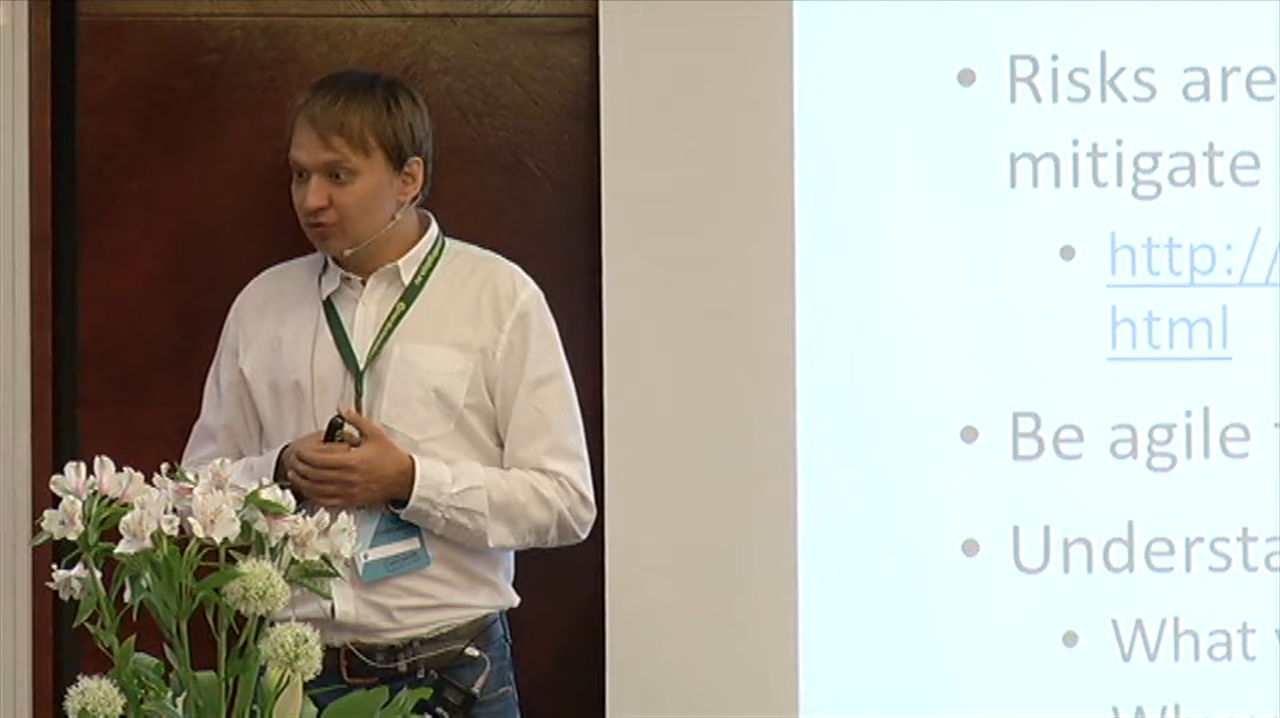 Risks are
mitigate
http://
html
Be agile
Understa
What